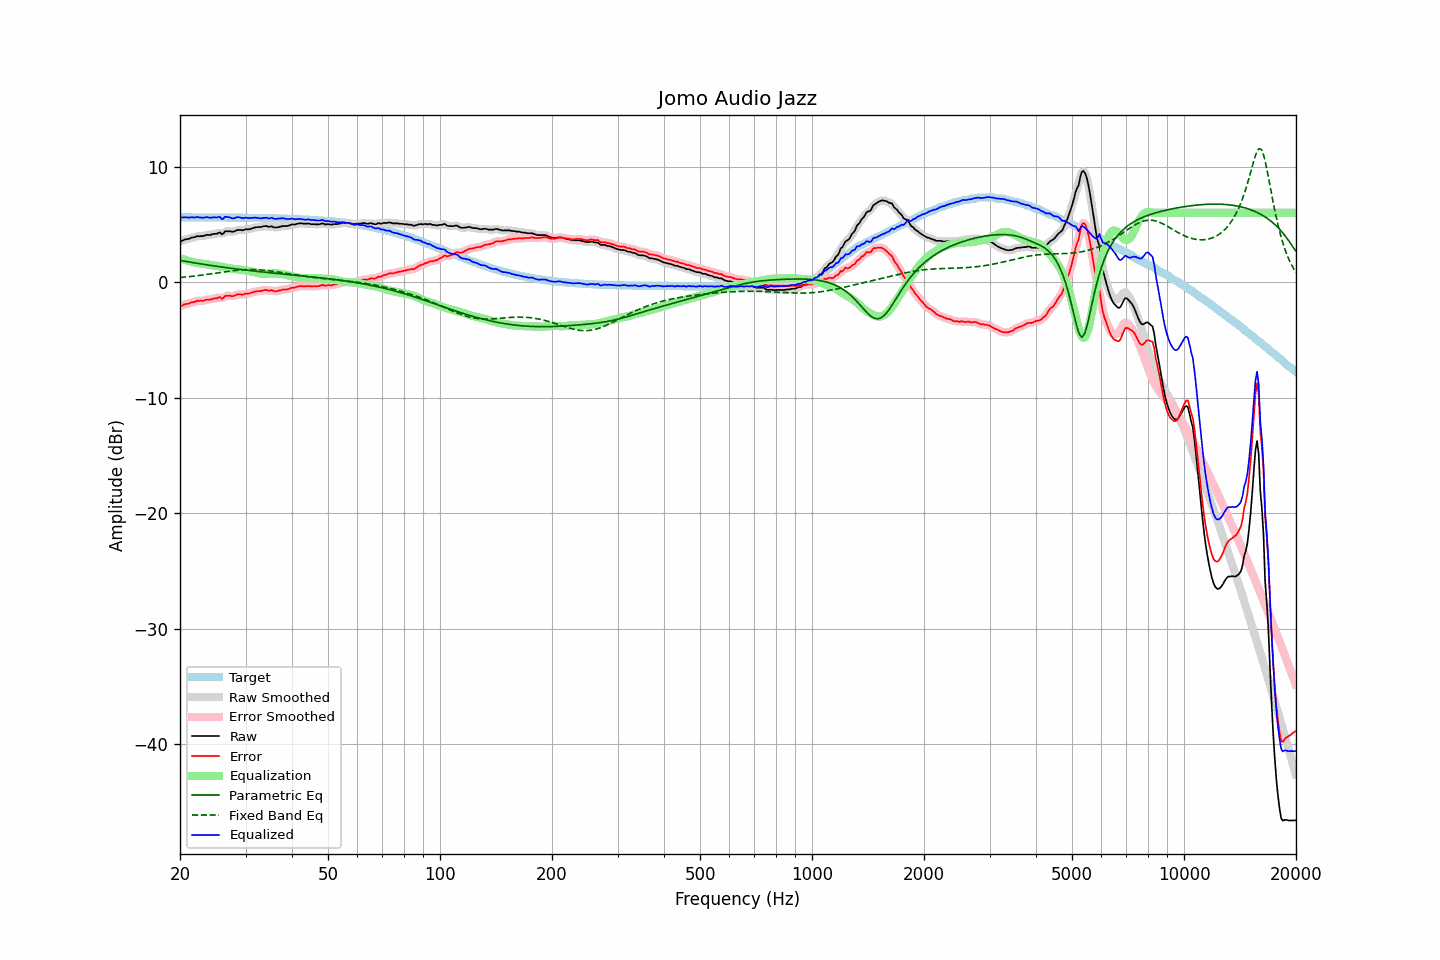 Jomo Audio Jazz
Amplitude (dBr)
10
0
−10
−20
−30
−40
Target
Raw Smoothed
Error Smoothed
Raw
Error
Equalization
Parametric Eq
Fixed Band Eq
Equalized
20 50 100 200 500 1000 2000 5000 10000 20000
Frequency (Hz)